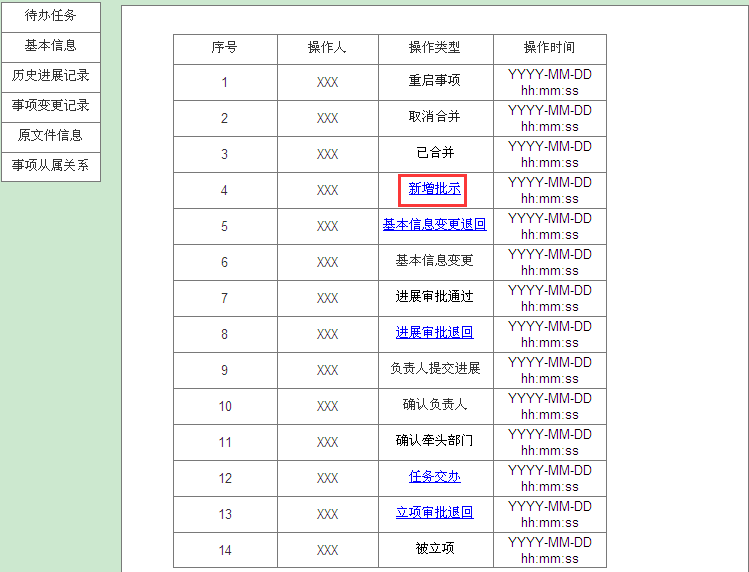 待办任务
基本信息
历史进展记录
事项变更记录
原文件信息
事项从属关系
序号 操作人 操作类型 操作时间
1 XXX 重启事项 YYYY-MM-DD hh:mm:ss
2 XXX 取消合并 YYYY-MM-DD hh:mm:ss
3 XXX 已合并 YYYY-MM-DD hh:mm:ss
4 XXX 新增批示 YYYY-MM-DD hh:mm:ss
5 XXX 基本信息变更退回 YYYY-MM-DD hh:mm:ss
6 XXX 基本信息变更 YYYY-MM-DD hh:mm:ss
7 XXX 进展审批通过 YYYY-MM-DD hh:mm:ss
8 XXX 进展审批退回 YYYY-MM-DD hh:mm:ss
9 XXX 负责人提交进展 YYYY-MM-DD hh:mm:ss
10 XXX 确认负责人 YYYY-MM-DD hh:mm:ss
11 XXX 确认牵头部门 YYYY-MM-DD hh:mm:ss
12 XXX 任务交办 YYYY-MM-DD hh:mm:ss
13 XXX 立项审批退回 YYYY-MM-DD hh:mm:ss
14 XXX 被立项 YYYY-MM-DD hh:mm:ss